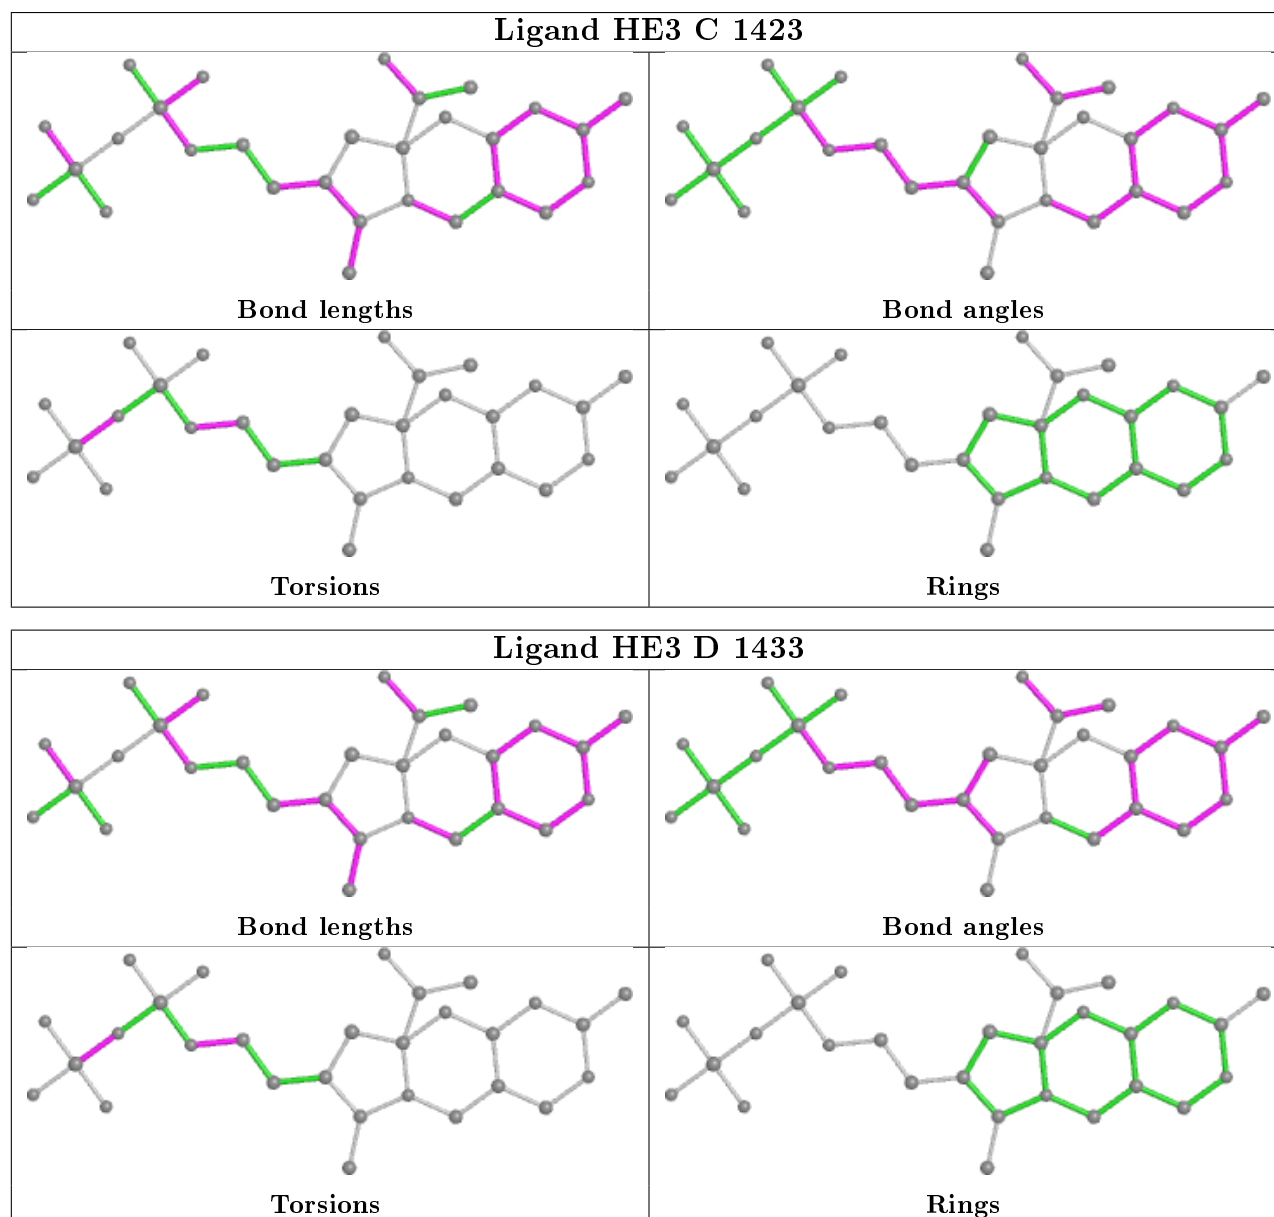 Ligand HE3 C 1423
Bond lengths
Bond angles
Torsions
Rings
Ligand HE3 D 1433
Bond lengths
Bond angles
Torsions
Rings